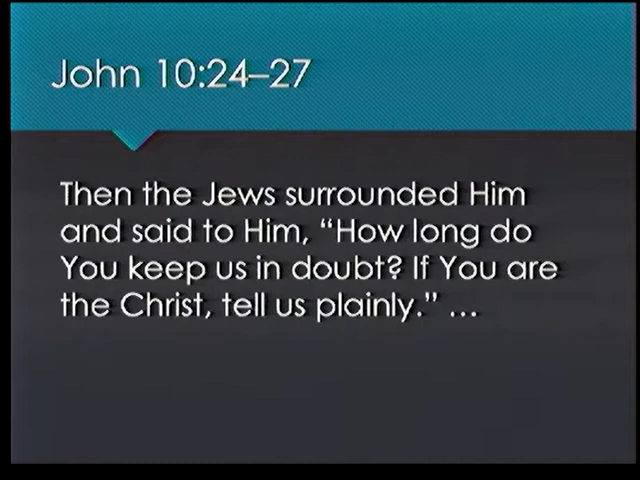 John 10:24–27
Then the Jews surrounded Him
and said to Him, “How long do
You keep us in doubt? If You are
the Christ, tell us plainly.” ...